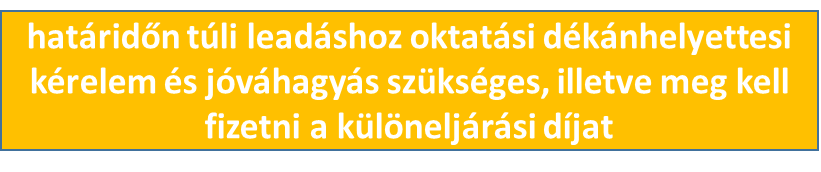 határidőn túli leadáshoz oktatási dékánhelyettesi
kérelem és jóváhagyás szükséges, illetve meg kell
fizetni a különeljárási díjat